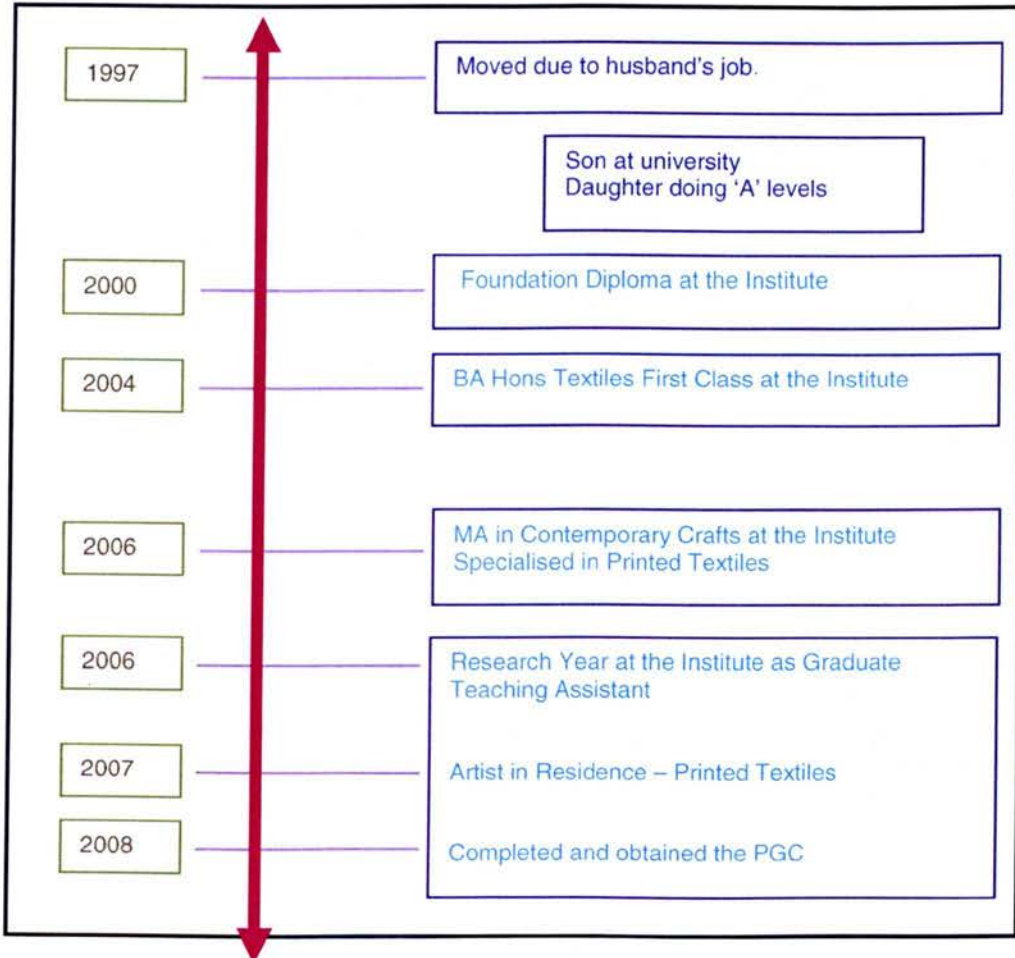 1997
Moved due to husband's job.
Son at university
Daughter doing 'A' levels
2000
Foundation Diploma at the Institute
2004
BA Hons Textiles First Class at the Institute
2006
MA in Contemporary Crafts at the Institute
Specialised in Printed Textiles
2006
Research Year at the Institute as Graduate
Teaching Assistant
2007
Artist in Residence – Printed Textiles
2008
Completed and obtained the PGC